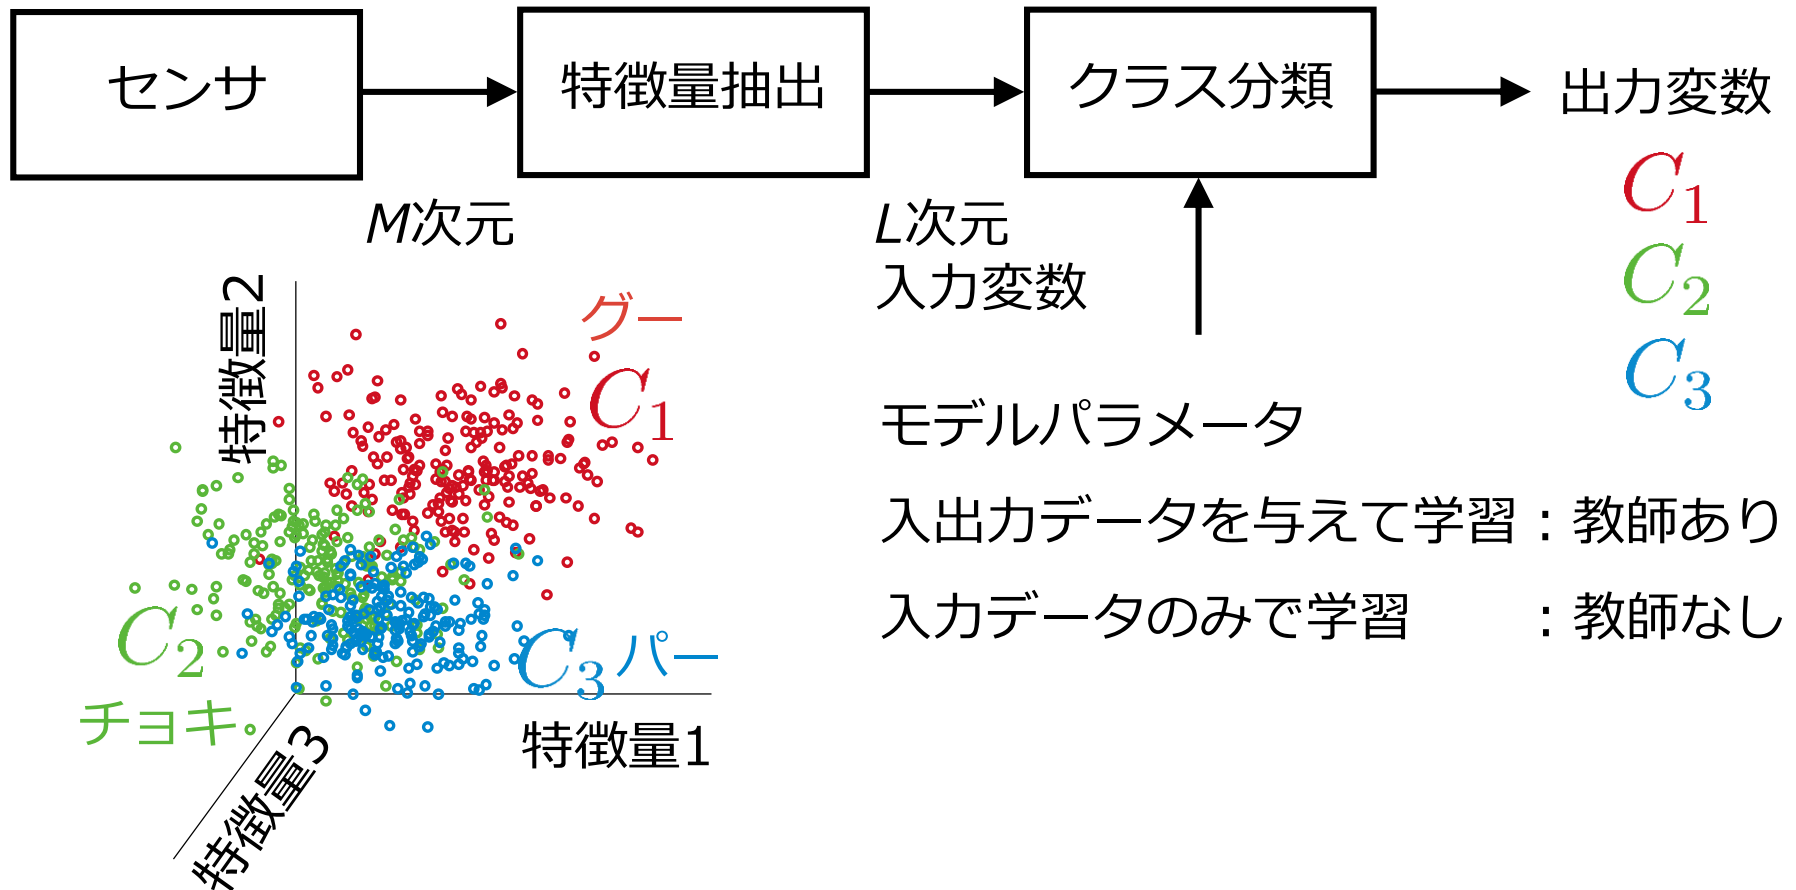 センサ
特徴量抽出
クラス分類
出力変数
M次元
L次元
入力変数
C1
C2
C3
モデルパラメータ
入出力データを与えて学習：教師あり
入力データのみで学習　　：教師なし
特徴量2
グー
C1
C2
チョキ
C3 パー
特徴量1
特徴量3